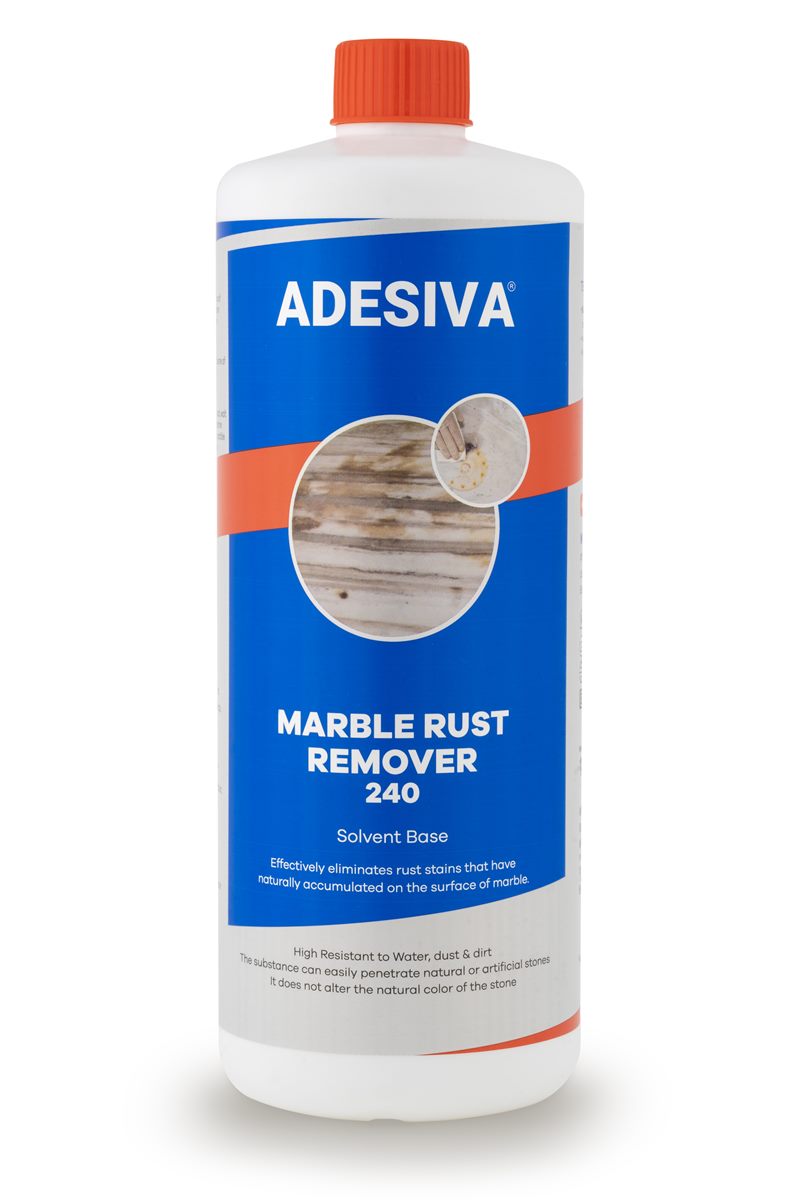 ADESIVA®
MARBLE RUST
REMOVER
240
Solvent Base
Effectively eliminates rust stains that have
naturally accumulated on the surface of marble.
High Resistant to Water, dust & dirt
The substance can easily penetrate natural or artificial stones
It does not alter the natural color of the stone